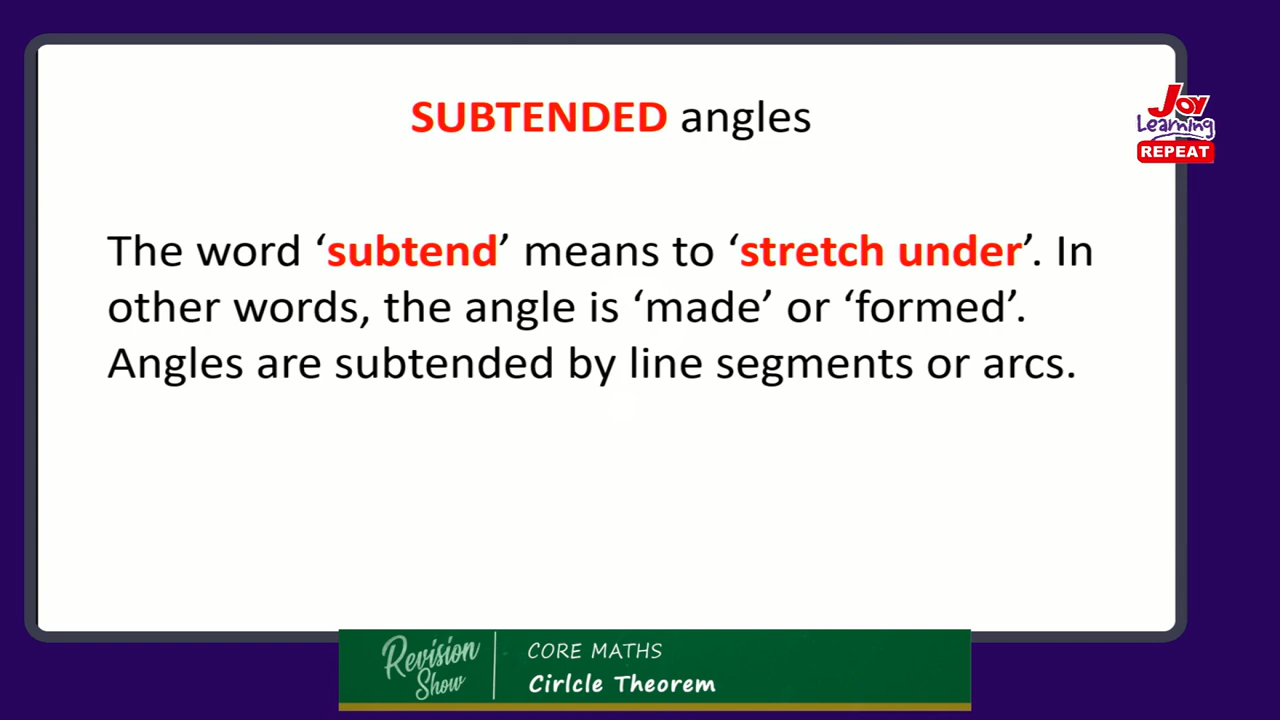 SUBTENDED angles
Joy
Learning
REPEAT
The word ‘subtend’ means to ‘stretch under’. In
other words, the angle is ‘made’ or ‘formed’.
Angles are subtended by line segments or arcs.
Revision
Show
CORE MATHS
Cirlcle Theorem